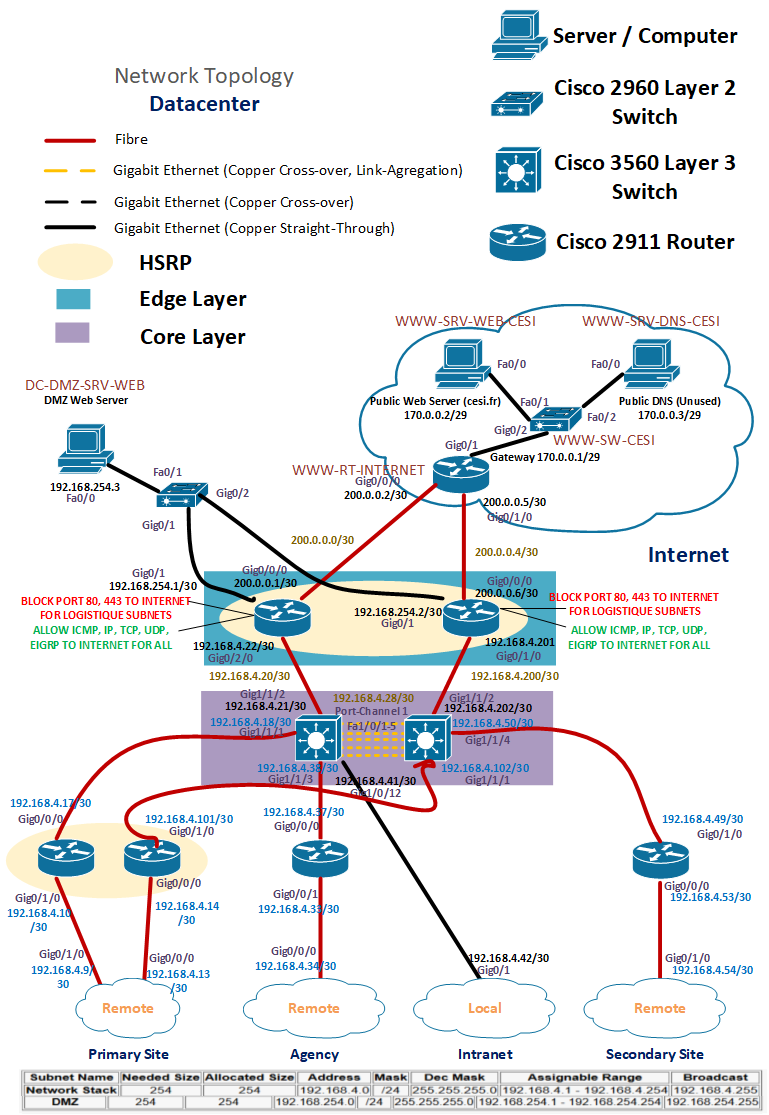 Server / Computer
Network Topology
Datacenter
Cisco 2960 Layer 2
Switch
Fibre
Gigabit Ethernet (Copper Cross-over, Link-Agregation)
Cisco 3560 Layer 3
Switch
Gigabit Ethernet (Copper Cross-over)
Gigabit Ethernet (Copper Straight-Through)
Cisco 2911 Router
HSRP
Edge Layer
Core Layer
WWW-SRV-WEB-CESI
WWW-SRV-DNS-CESI
Fa0/0
Fa0/0
DC-DMZ-SRV-WEB
DMZ Web Server
Public Web Server (cesi.fr)
170.0.0.2/29
Fa0/1
Public DNS (Unused)
170.0.0.3/29
Fa0/2
Gig0/2
WWW-SW-CESI
Gig0/1
Gateway 170.0.0.1/29
WWW-RT-INTERNET
Gig0/0/0
200.0.0.2/30
200.0.0.5/30
Gig0/1/0
Fa0/1
192.168.254.3
Fa0/0
Gig0/2
Gig0/1
200.0.0.0/30
200.0.0.4/30
Internet
Gig0/1
192.168.254.1/30
Gig0/0/0
200.0.0.1/30
Gig0/0/0
200.0.0.6/30
BLOCK PORT 80, 443 TO INTERNET
FOR LOGISTIQUE SUBNETS
ALLOW ICMP, IP, TCP, UDP,
EIGRP TO INTERNET FOR ALL
192.168.254.2/30
Gig0/1
BLOCK PORT 80, 443 TO INTERNET
FOR LOGISTIQUE SUBNETS
ALLOW ICMP, IP, TCP, UDP,
EIGRP TO INTERNET FOR ALL
192.168.4.22/30
Gig0/2/0
192.168.4.201
Gig0/1/0
192.168.4.20/30
192.168.4.200/30
Gig1/1/2
192.168.4.21/30
192.168.4.28/30
Port-Channel 1
Fa1/0/1-5
Gig1/1/2
192.168.4.202/30
192.168.4.18/30
Gig1/1/1
192.168.4.50/30
Gig1/1/4
192.168.4.38/30
Gig1/1/3
192.168.4.41/30
Gig1/0/12
192.168.4.102/30
Gig1/1/1
192.168.4.17/30
Gig0/0/0
192.168.4.101/30
Gig0/1/0
192.168.4.37/30
Gig0/0/0
192.168.4.49/30
Gig0/1/0
Gig0/1/0
192.168.4.10
/30
Gig0/0/0
192.168.4.14
/30
Gig0/0/1
192.168.4.33/30
Gig0/0/0
192.168.4.53/30
Gig0/1/0
192.168.4.9/
30
Gig0/0/0
192.168.4.13
/30
Gig0/0/0
192.168.4.34/30
192.168.4.42/30
Gig0/1
Gig0/1/0
192.168.4.54/30
Remote
Remote
Local
Remote
Primary Site
Agency
Intranet
Secondary Site
Subnet Name Needed Size Allocated Size Address Mask Dec Mask Assignable Range Broadcast
Network Stack 254 254 192.168.4.0 /24 255.255.255.0 192.168.4.1 - 192.168.4.254 192.168.4.255
DMZ 254 254 192.168.254.0 /24 255.255.255.0 192.168.254.1 - 192.168.254.254 192.168.254.255